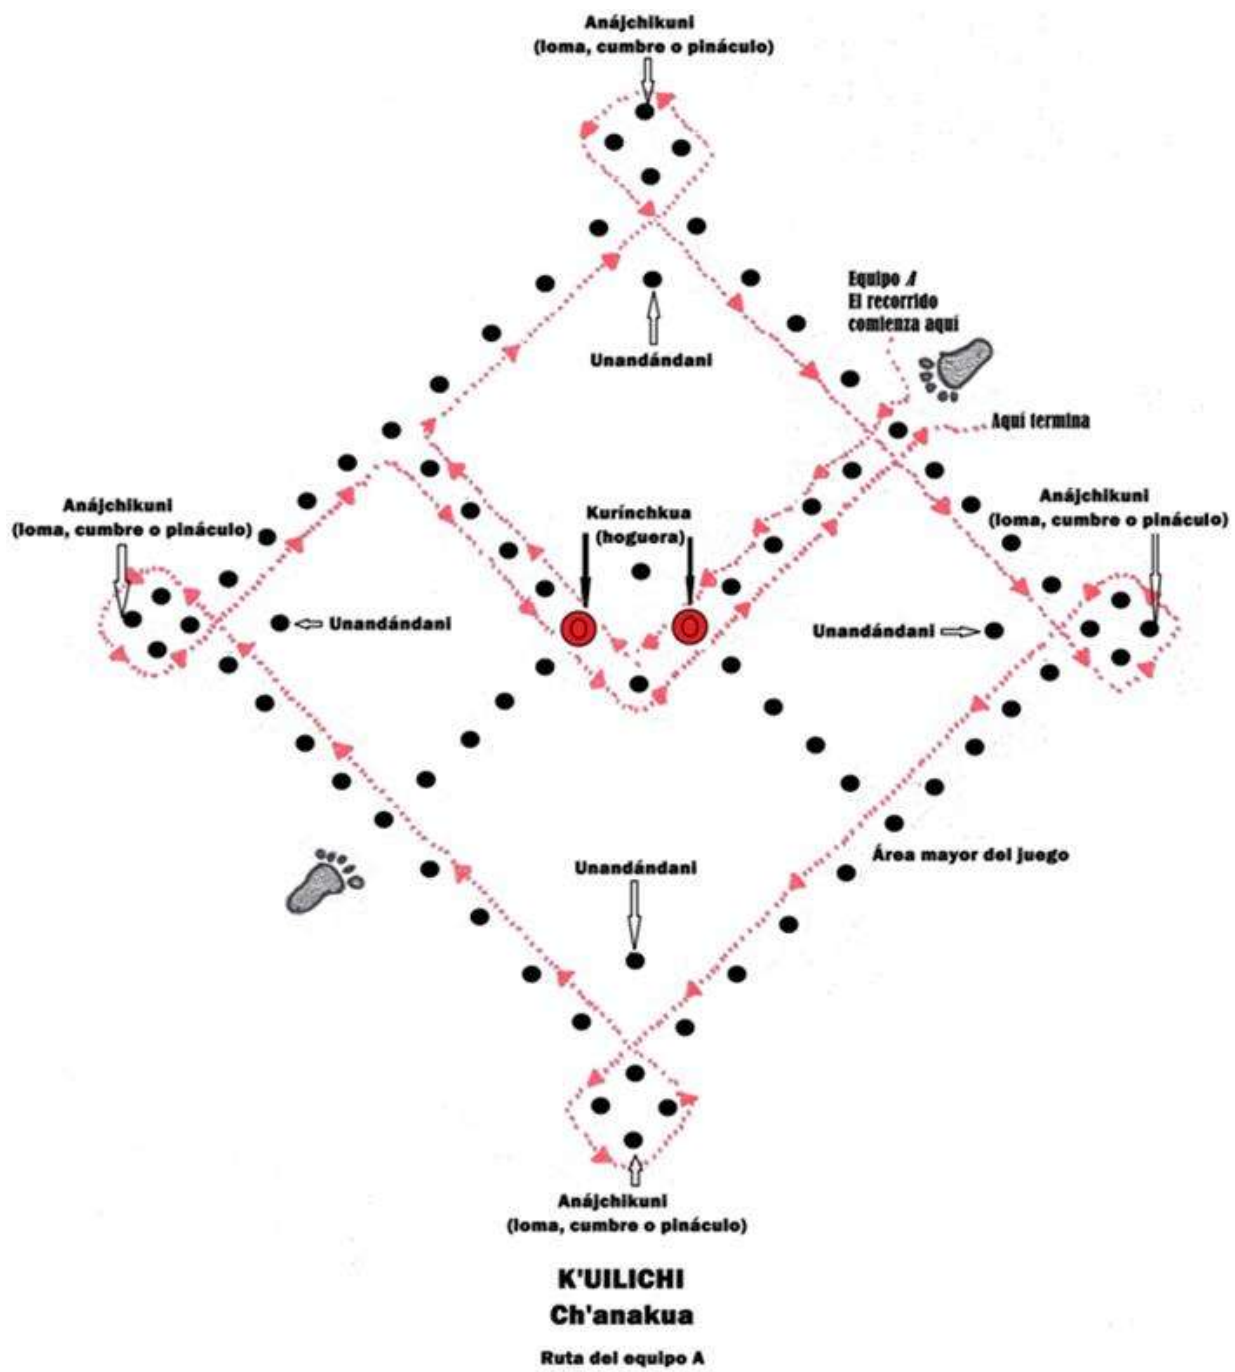 Anájchikuni
(loma, cumbre o pináculo)
Equipo A
El recorrido
comienza aquí
Unandándani
Aquí termina
Anájchikuni
(loma, cumbre o pináculo)
Kurínchkua
(hoguera)
Anájchikuni
(loma, cumbre o pináculo)
Unandándani
Unandándani
Área mayor del juego
Unandándani
Anájchikuni
(loma, cumbre o pináculo)
K'UILICHI
Ch'anakua
Ruta del equipo A